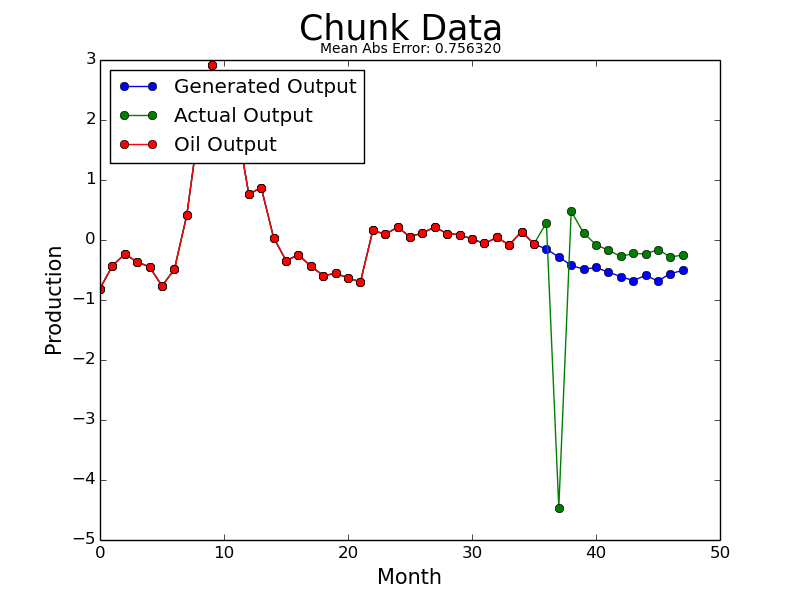 Chunk Data
Mean Abs Error: 0.756320
Generated Output
Actual Output
Oil Output
3
2
1
0
−1
−2
−3
−4
−5
Production
0 10 20 30 40 50
Month